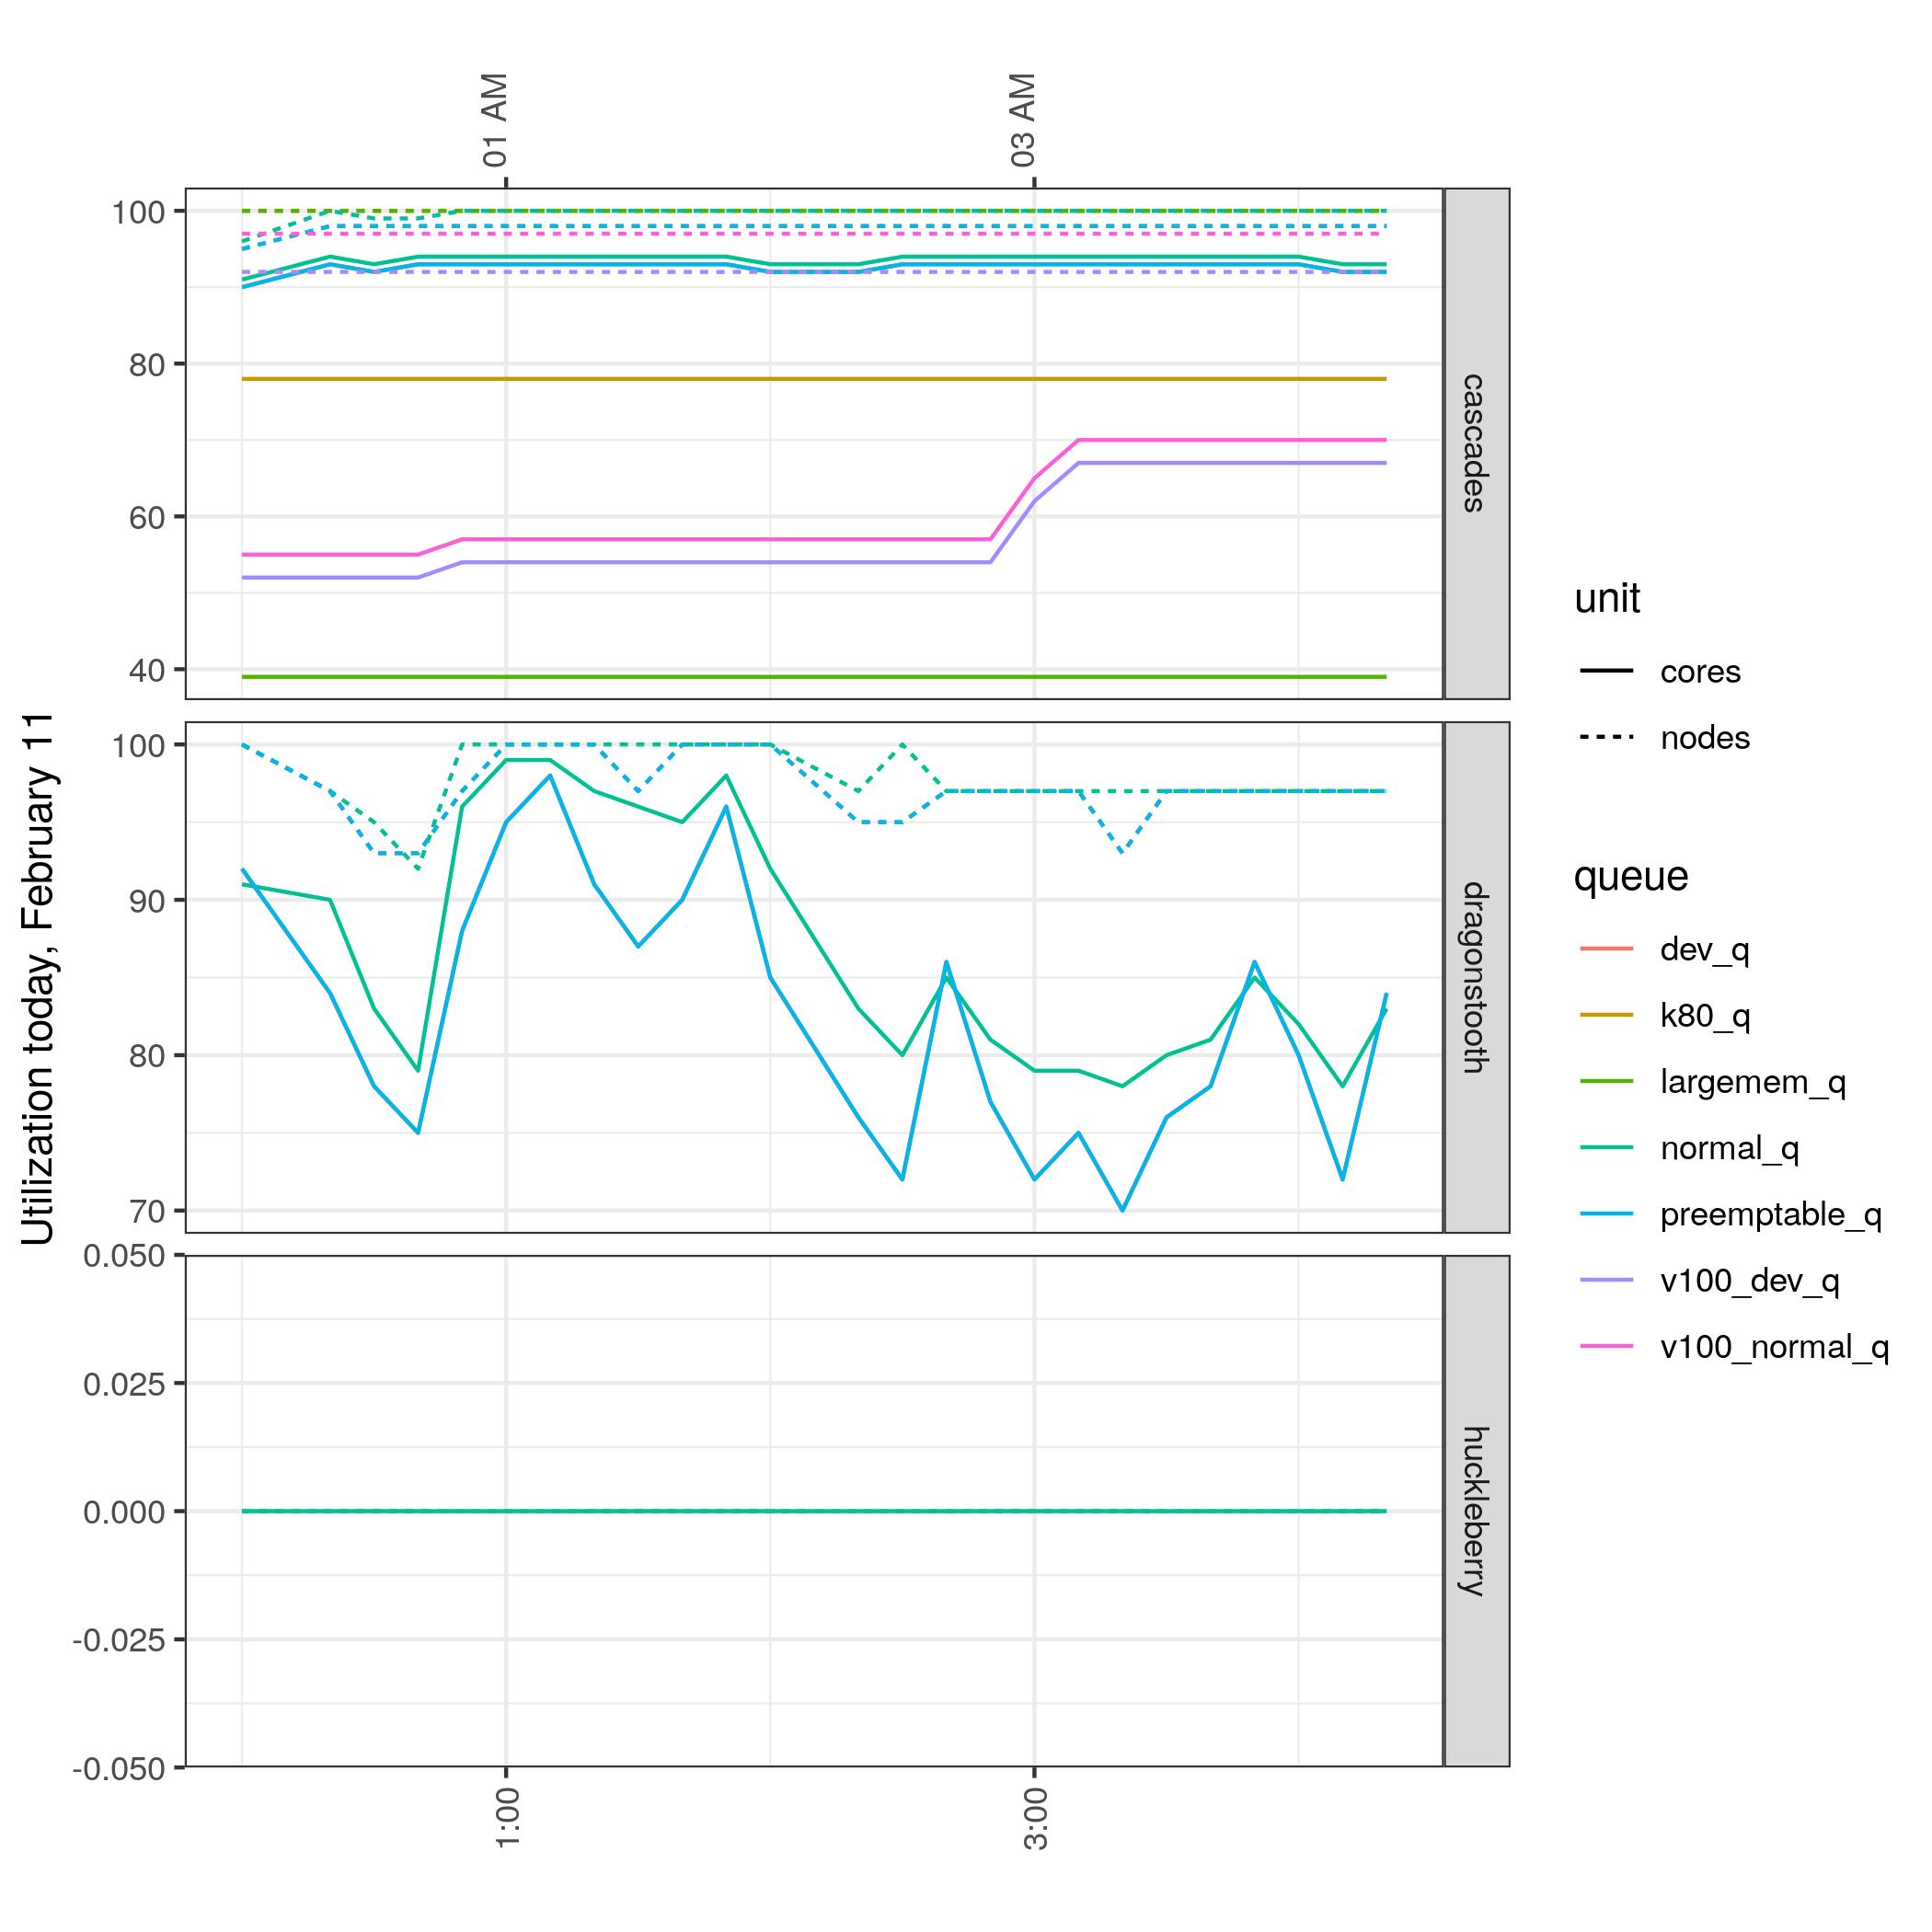 01 AM
03 AM
100
80
60
40
cascades
100
90
80
70
dragonstooth
0.050
0.025
0.000
-0.025
-0.050
huckleberry
1:00
3:00
Utilization today, February 11
unit
cores
nodes
queue
dev_q
k80_q
largemem_q
normal_q
preemptable_q
v100_dev_q
v100_normal_q